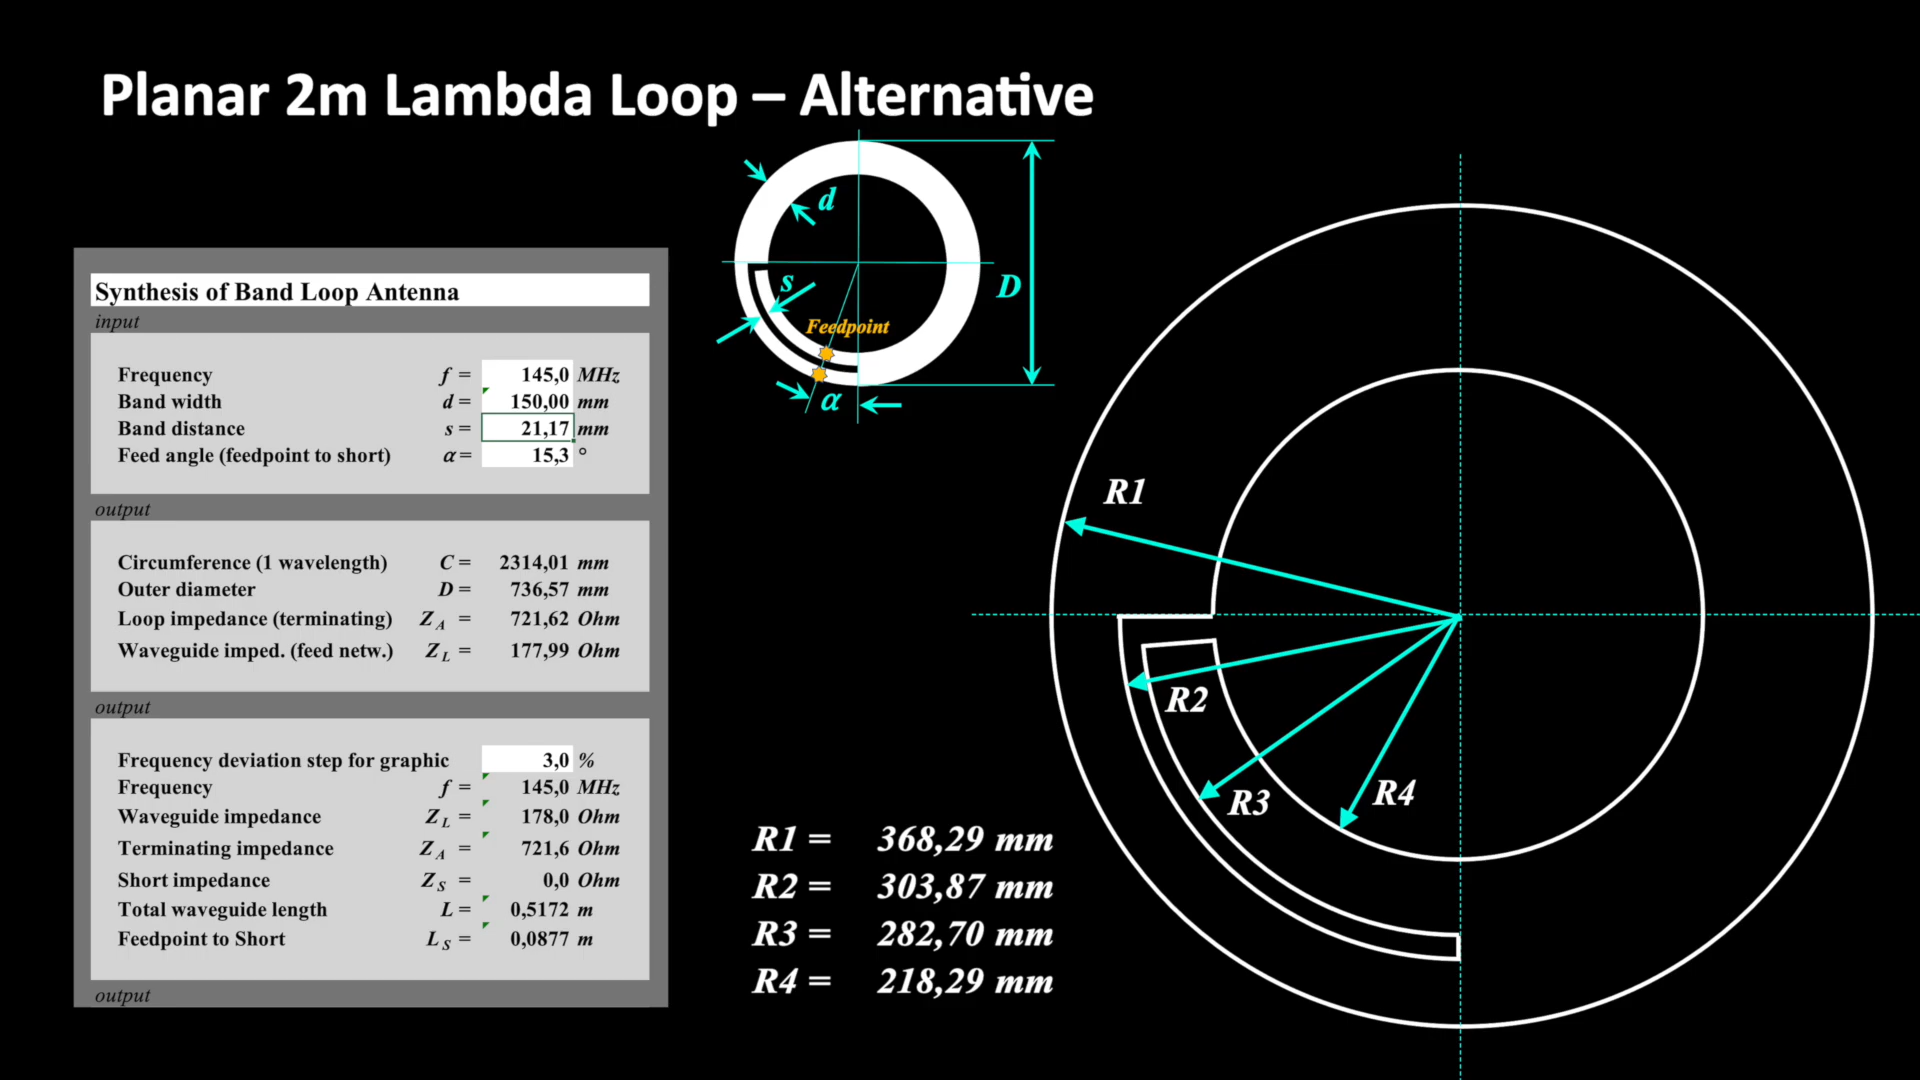 Planar 2m Lambda Loop – Alternative
Synthesis of Band Loop Antenna
input
Frequency f = 145,0 MHz
Band width d = 150,00 mm
Band distance s = 21,17 mm
Feed angle (feedpoint to short) α = 15,3 °
output
Circumference (1 wavelength) C = 2314,01 mm
Outer diameter D = 736,57 mm
Loop impedance (terminating) ZA = 721,62 Ohm
Waveguide imped. (feed netw.) ZL = 177,99 Ohm
output
Frequency deviation step for graphic 3,0 %
Frequency f = 145,0 MHz
Waveguide impedance ZL = 178,0 Ohm
Terminating impedance ZA = 721,6 Ohm
Short impedance ZS = 0,0 Ohm
Total waveguide length L = 0,5172 m
Feedpoint to Short LS = 0,0877 m
output
d
s
D
Feedpoint
α
R1
R2
R3
R4
R1 = 368,29 mm
R2 = 303,87 mm
R3 = 282,70 mm
R4 = 218,29 mm